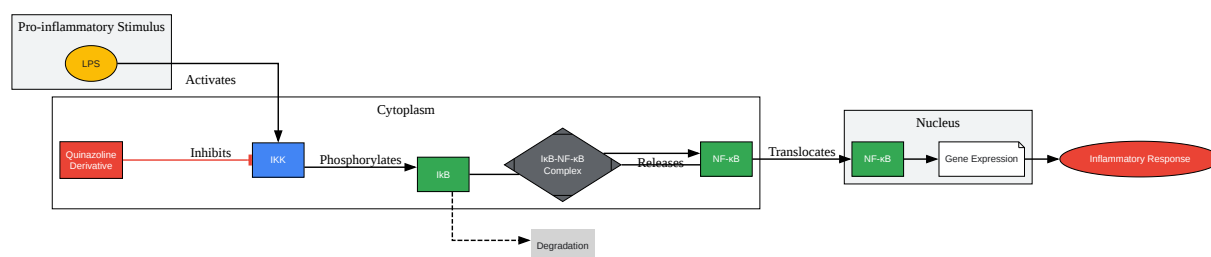 Pro-inflammatory Stimulus
LPS
Activates
Cytoplasm
Quinazoline
Derivative
Inhibits
IKK
Phosphorylates
IkB
IκB-NF-κB
Complex
Releases
NF-κB
Translocates
Nucleus
NF-κB
Gene Expression
Inflammatory Response
Degradation